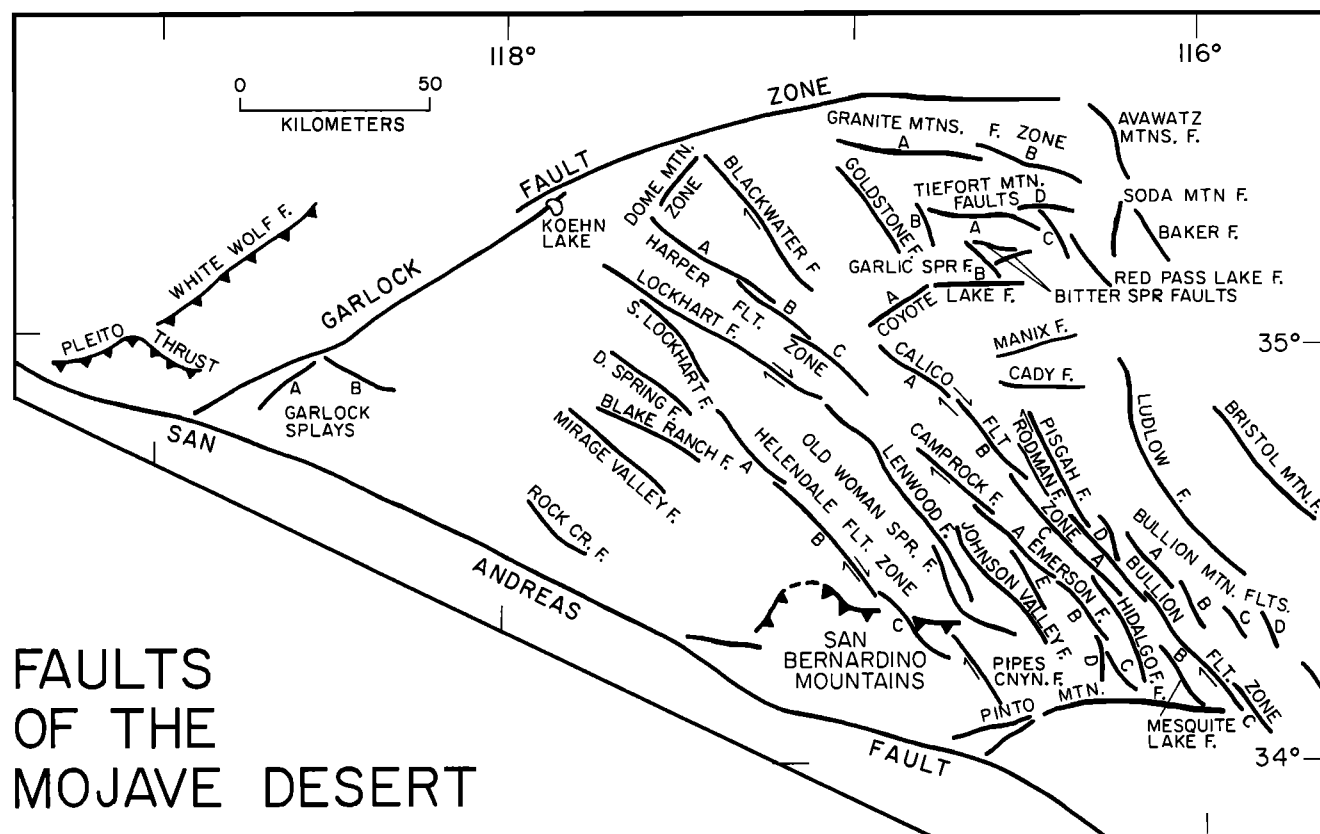 118°
116°
0 50
KILOMETERS
GARLOCK FAULT ZONE
AVAWATZ
MTNS. F.
GRANITE MTNS. F. ZONE
A
B
DOME MTN.
ZONE
BLACKWATER F
GOLDSTONE F.
TIEFORT MTN.
FAULTS
A
B
C
D
SODA MTN F.
BAKER F.
KOEHN
LAKE
WHITE WOLF F.
GARLIC SPR F.
B
RED PASS LAKE F.
BITTER SPR FAULTS
HARPER FLT. ZONE
A
B
C
COYOTE LAKE F.
A
LOCKHART F.
S. LOCKHART F.
PLEITO THRUST
MANIX F.
35°
CADY F.
CALICO FLT ZONE
A
B
C
A
B
GARLOCK
SPLAYS
D. SPRING F.
BLAKE RANCH F.
MIRAGE VALLEY F.
ROCK CR. F.
HELENDALE FLT. ZONE
A
B
C
OLD WOMAN SPR. F.
LENWOOD F.
CAMPROCK F.
RODMAN F.
PISGAH F.
LUDLOW F.
BRISTOL MTN. F.
JOHNSON VALLEY F.
EMERSON F.
A
E
B
D
C
HIDALGO F.
BULLION FLT. ZONE
D
A
B
C
BULLION MTN. FLTS.
A
B
C
D
SAN ANDREAS FAULT
SAN
BERNARDINO
MOUNTAINS
PIPES
CNYN. F.
PINTO MTN. F.
MESQUITE
LAKE F.
34°
FAULTS
OF THE
MOJAVE DESERT